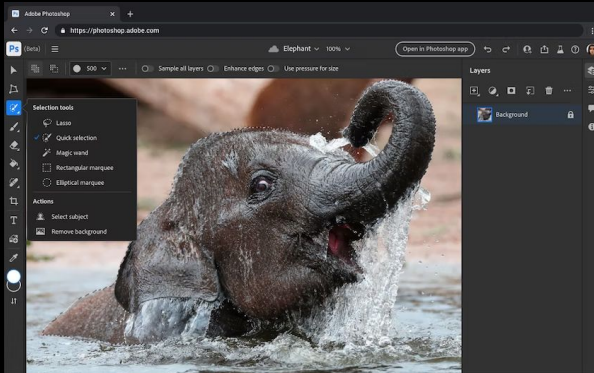 Ps Adobe Photoshop × +
https://photoshop.adobe.com
Ps (Beta) Elephant 100% Open in Photoshop app
500 Sample all layers Enhance edges Use pressure for size
Layers
Background
Selection tools
Lasso
Quick selection
Magic wand
Rectangular marquee
Elliptical marquee
Actions
Select subject
Remove background
T